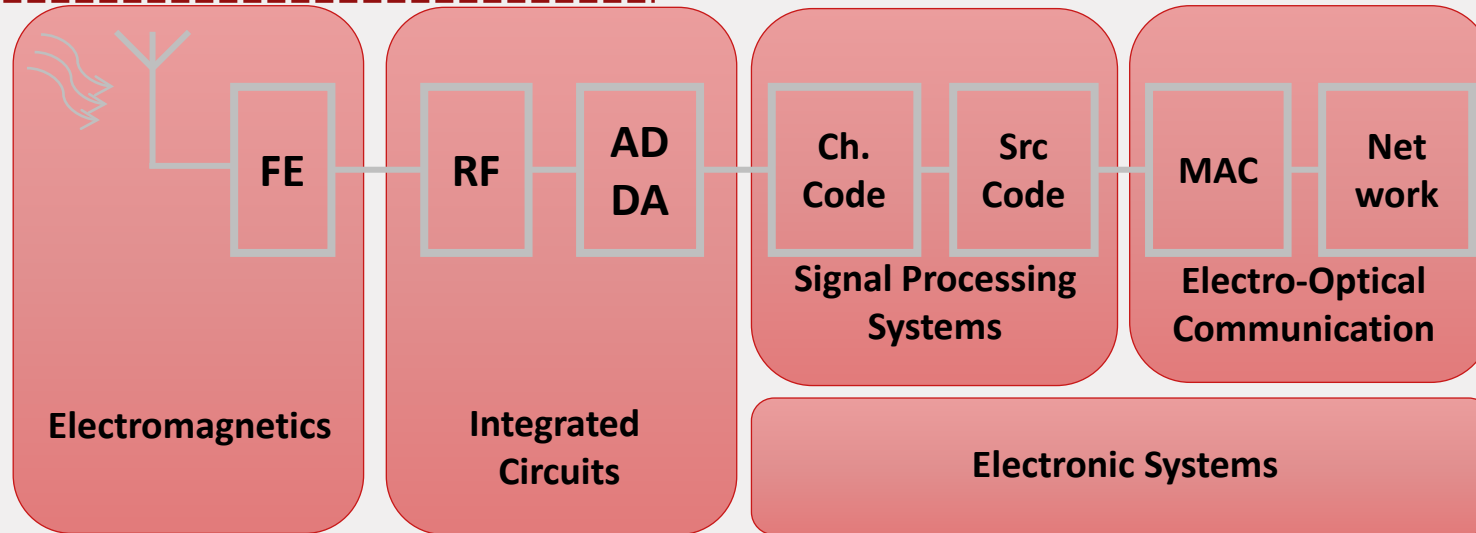 FE
RF
AD
DA
Ch.
Code
Src
Code
MAC
Net
work
Signal Processing
Systems
Electro-Optical
Communication
Electromagnetics
Integrated
Circuits
Electronic Systems